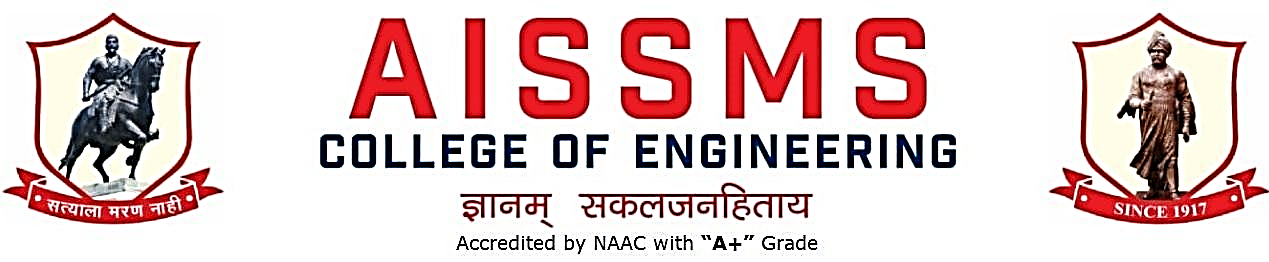 AISSMS
COLLEGE OF ENGINEERING
ज्ञानम् सकलजनहिताय
Accredited by NAAC with “A+” Grade
सत्याला मरण नाही
SINCE 1917